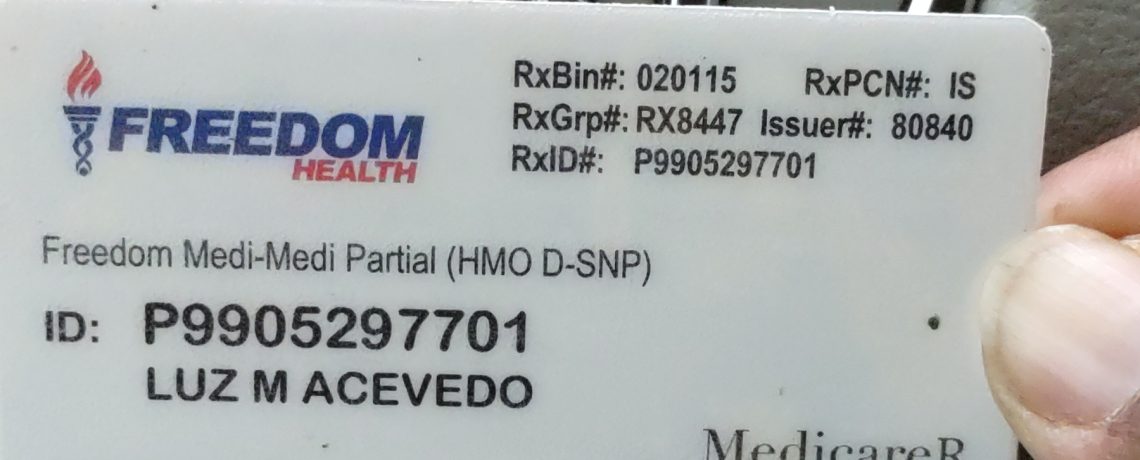 FREEDOM
HEALTH
RxBin#: 020115 RxPCN#: IS
RxGrp#: RX8447 Issuer#: 80840
RxID#: P9905297701
Freedom Medi-Medi Partial (HMO D-SNP)
ID: P9905297701
LUZ M ACEVEDO
MedicareR